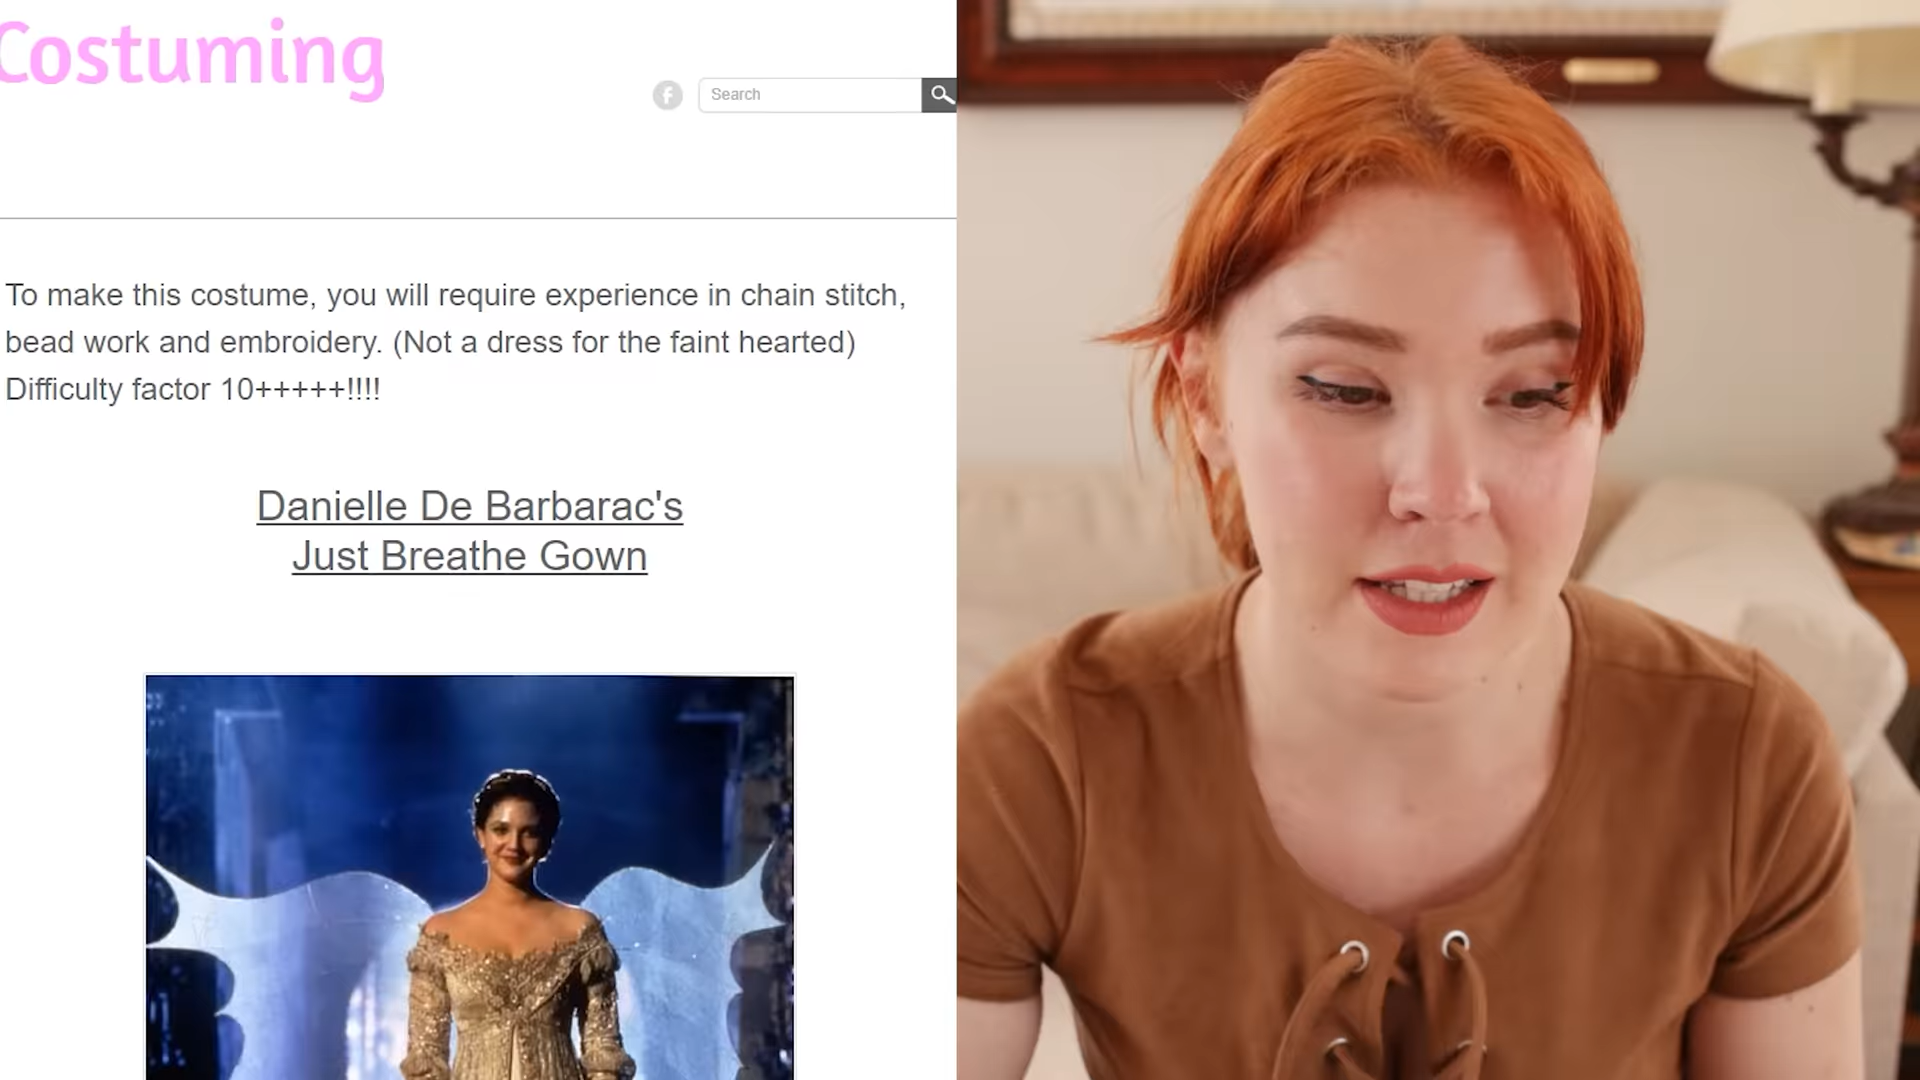 Costuming
f
Search
To make this costume, you will require experience in chain stitch,
bead work and embroidery. (Not a dress for the faint hearted)
Difficulty factor 10+++++!!!!
Danielle De Barbarac's
Just Breathe Gown